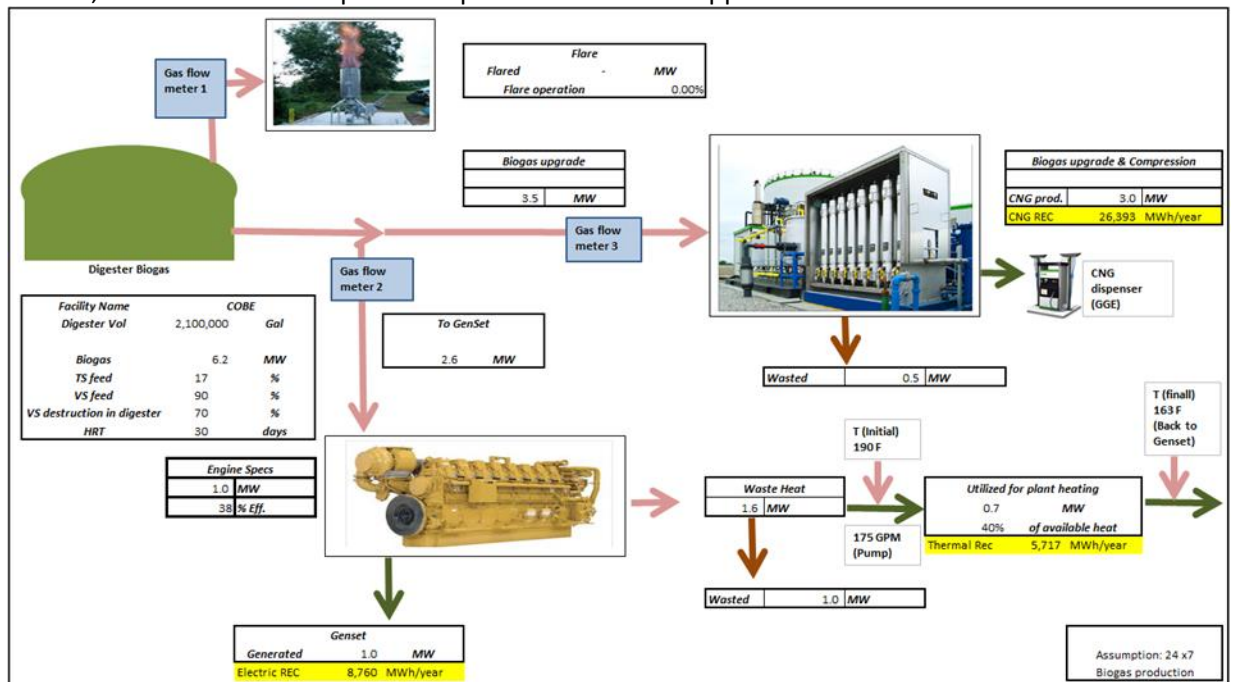 Flare
Flared - MW
Flare operation 0.00%
Gas flow
meter 1
Biogas upgrade
3.5 MW
Gas flow
meter 3
Biogas upgrade & Compression
CNG prod. 3.0 MW
CNG REC 26,393 MWh/year
Digester Biogas
Gas flow
meter 2
CNG
dispenser
(GGE)
Facility Name COBE
Digester Vol 2,100,000 Gal
Biogas 6.2 MW
TS feed 17 %
VS feed 90 %
VS destruction in digester 70 %
HRT 30 days
To GenSet
2.6 MW
Wasted 0.5 MW
T (Initial)
190 F
T (finall)
163 F
(Back to
Genset)
Engine Specs
1.0 MW
38 % Eff.
Waste Heat
1.6 MW
175 GPM
(Pump)
Utilized for plant heating
0.7 MW
40% of available heat
Thermal Rec 5,717 MWh/year
Wasted 1.0 MW
Genset
Generated 1.0 MW
Electric REC 8,760 MWh/year
Assumption: 24 x7
Biogas production